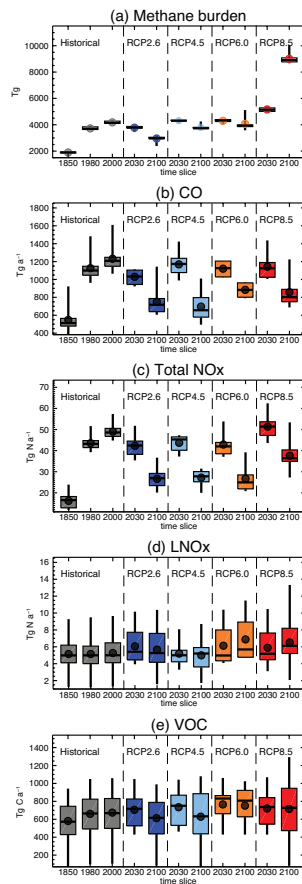 (a) Methane burden
Historical RCP2.6 RCP4.5 RCP6.0 RCP8.5
Tg
10000
8000
6000
4000
2000
1850 1980 2000 2030 2100 2030 2100 2030 2100 2030 2100
time slice
(b) CO
Historical RCP2.6 RCP4.5 RCP6.0 RCP8.5
Tg a⁻¹
1800
1600
1400
1200
1000
800
600
400
1850 1980 2000 2030 2100 2030 2100 2030 2100 2030 2100
time slice
(c) Total NOx
Historical RCP2.6 RCP4.5 RCP6.0 RCP8.5
Tg N a⁻¹
70
60
50
40
30
20
1850 1980 2000 2030 2100 2030 2100 2030 2100 2030 2100
time slice
(d) LNOx
Historical RCP2.6 RCP4.5 RCP6.0 RCP8.5
Tg N a⁻¹
16
14
12
10
8
6
4
2
1850 1980 2000 2030 2100 2030 2100 2030 2100 2030 2100
time slice
(e) VOC
Historical RCP2.6 RCP4.5 RCP6.0 RCP8.5
Tg C a⁻¹
1400
1200
1000
800
600
400
200
1850 1980 2000 2030 2100 2030 2100 2030 2100 2030 2100
time slice